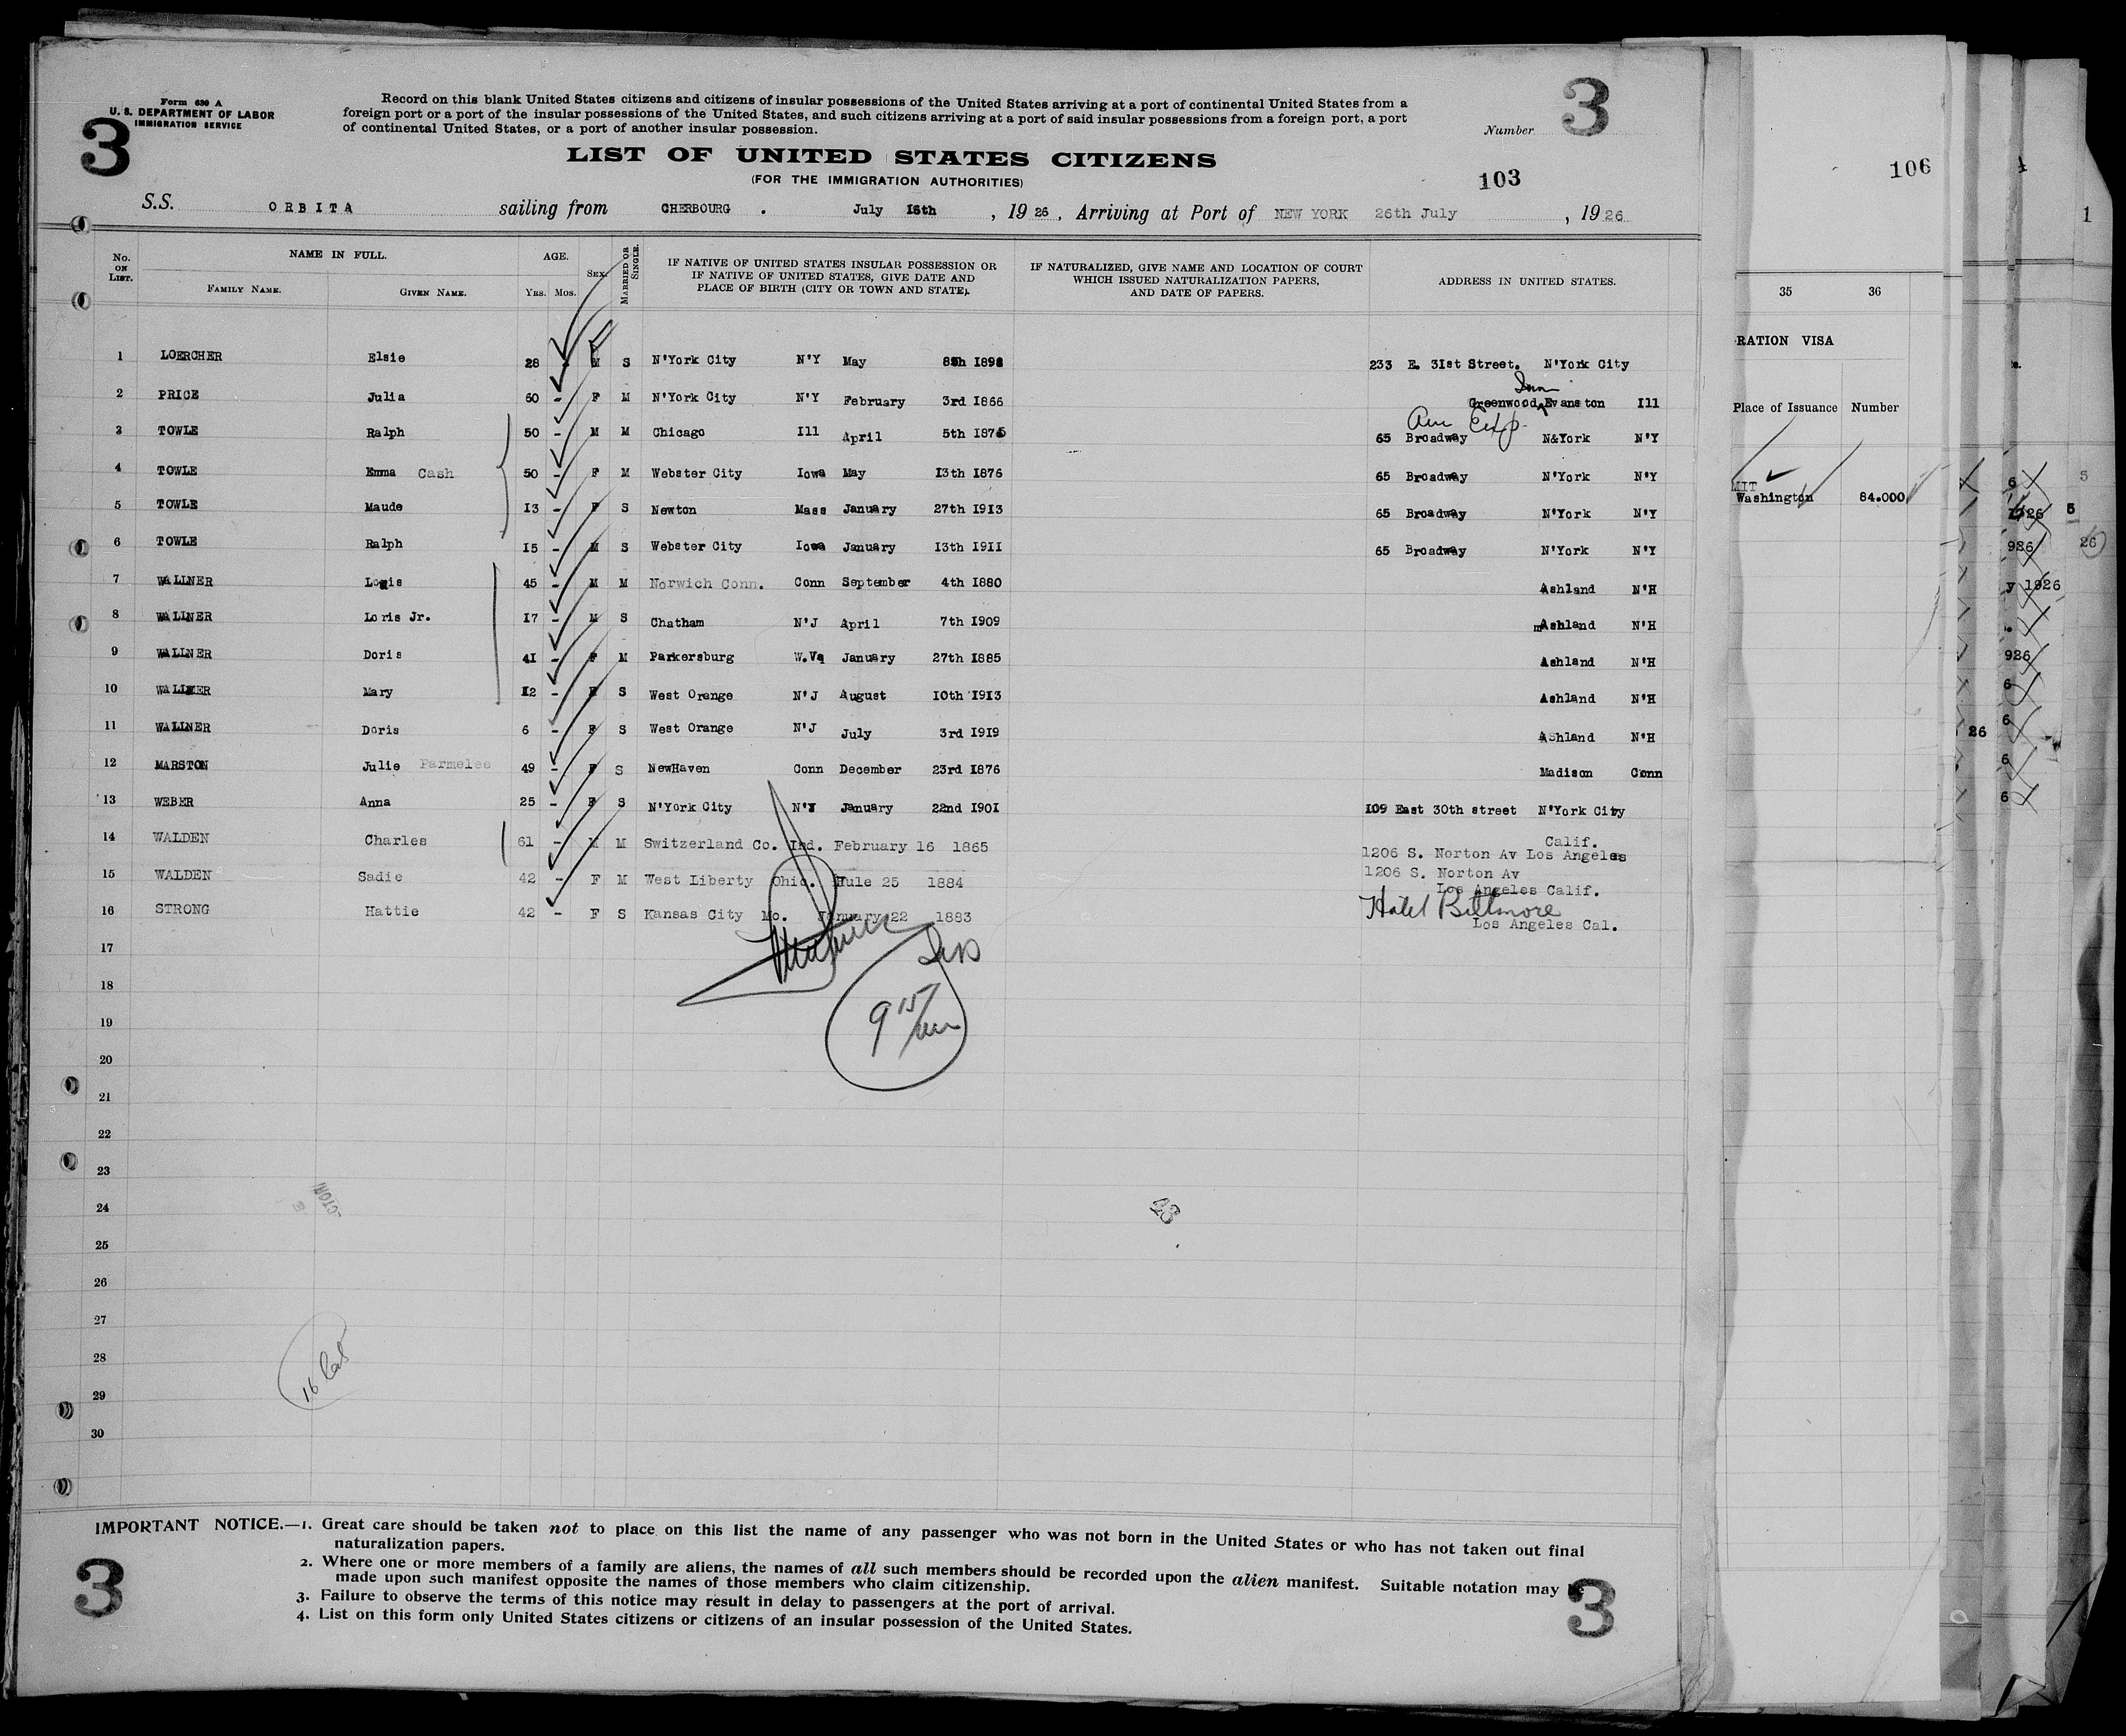 Form 630 A
U. S. DEPARTMENT OF LABOR
IMMIGRATION SERVICE
3
Record on this blank United States citizens and citizens of insular possessions of the United States arriving at a port of continental United States from a
foreign port or a port of the insular possessions of the United States, and such citizens arriving at a port of said insular possessions from a foreign port, a port
of continental United States, or a port of another insular possession.
Number 3
LIST OF UNITED STATES CITIZENS
(FOR THE IMMIGRATION AUTHORITIES)
103
S.S. ORBITA sailing from CHERBOURG . July 16th , 19 26 , Arriving at Port of NEW YORK 26th July , 19 26
No. ON LIST. NAME IN FULL. FAMILY NAME. GIVEN NAME. AGE. YRS. MOS. SEX. MARRIED OR SINGLE. IF NATIVE OF UNITED STATES INSULAR POSSESSION OR IF NATIVE OF UNITED STATES, GIVE DATE AND PLACE OF BIRTH (CITY OR TOWN AND STATE). IF NATURALIZED, GIVE NAME AND LOCATION OF COURT WHICH ISSUED NATURALIZATION PAPERS, AND DATE OF PAPERS. ADDRESS IN UNITED STATES.
1 LOERCHER Elsie 28 F S N'York City N'Y May 8th 1898 233 E. 31st Street. N'York City
2 PRICE Julia 60 - F M N'York City N'Y February 3rd 1866 Greenwood Inn Evanston Ill
3 TOWLE Ralph 50 - M M Chicago Ill April 5th 1875 Am Exp. 65 Broadway N&York N'Y
4 TOWLE Emma Cash 50 - F M Webster City Iowa May 13th 1876 65 Broadway N'York N'Y
5 TOWLE Maude 13 - F S Newton Mass January 27th 1913 65 Broadway N'York N'Y
6 TOWLE Ralph 15 - M S Webster City Iowa January 13th 1911 65 Broadway N'York N'Y
7 WALLNER 45 - M M Norwich Conn. Conn September 4th 1880 Ashland N'H
8 WALLNER Loris Jr. 17 - M S Chatham N'J April 7th 1909 Ashland N'H
9 WALLNER Doris 41 - F M Parkersburg W.Va January 27th 1885 Ashland N'H
10 WALLNER Mary 12 - F S West Orange N'J August 10th 1913 Ashland N'H
11 WALLNER Doris 6 - F S West Orange N'J July 3rd 1919 Ashland N'H
12 MARSTON Julie Parmelee 49 - F S NewHaven Conn December 23rd 1876 Madison Conn
13 WEBER Anna 25 - F S N'York City N'Y January 22nd 1901 109 East 30th street N'York City
14 WALDEN Charles 61 - M M Switzerland Co. Ind. February 16 1865 1206 S. Norton Av Los Angeles Calif.
15 WALDEN Sadie 42 - F M West Liberty Ohio. Hule 25 1884 1206 S. Norton Av Los Angeles Calif.
16 STRONG Hattie 42 - F S Kansas City Mo. January 22 1883 Hotel Biltmore Los Angeles Cal.
17
18
9 15/am
19
20
21
22
23
24
25
26
27
28
29
30
IMPORTANT NOTICE.—1. Great care should be taken not to place on this list the name of any passenger who was not born in the United States or who has not taken out final
naturalization papers.
2. Where one or more members of a family are aliens, the names of all such members should be recorded upon the alien manifest. Suitable notation may be
made upon such manifest opposite the names of those members who claim citizenship.
3. Failure to observe the terms of this notice may result in delay to passengers at the port of arrival.
4. List on this form only United States citizens or citizens of an insular possession of the United States.
3
3
106
35 36
RATION VISA
Place of Issuance Number
MIT
Washington 84.000
1
5
6
1926
5
926
26
y 1926
926
6
26
6
6
6